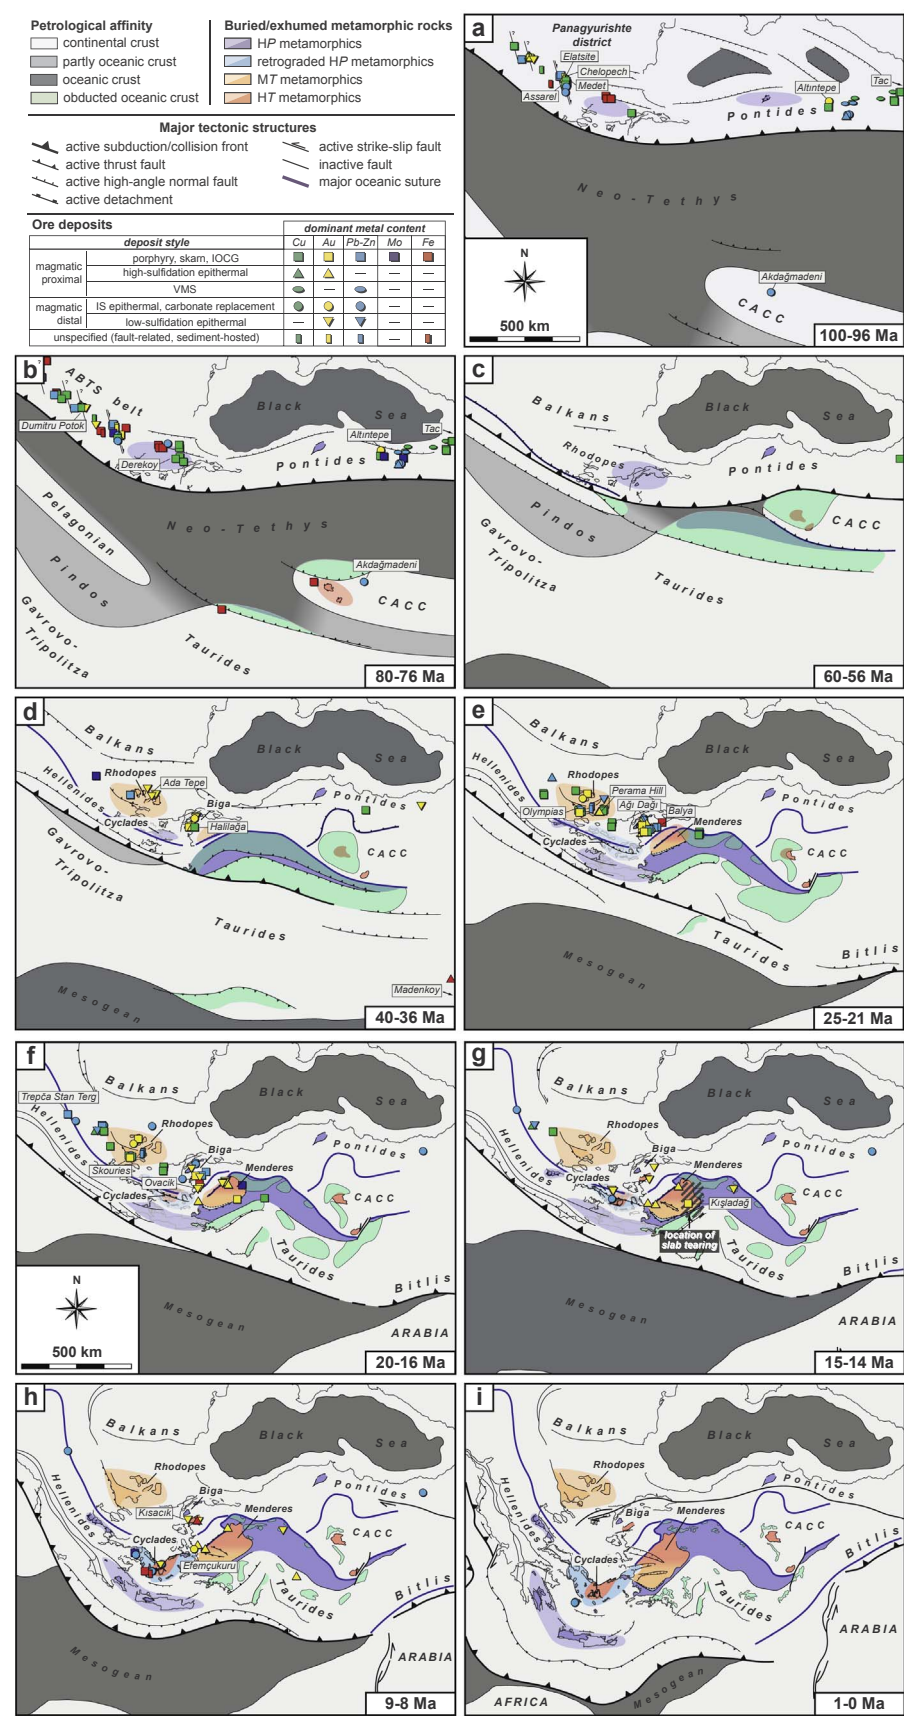 Petrological affinity
continental crust
partly oceanic crust
oceanic crust
obducted oceanic crust
Buried/exhumed metamorphic rocks
HP metamorphics
retrograded HP metamorphics
MT metamorphics
HT metamorphics
Major tectonic structures
active subduction/collision front
active thrust fault
active high-angle normal fault
active detachment
active strike-slip fault
inactive fault
major oceanic suture
Ore deposits
dominant metal content
deposit style Cu Au Pb-Zn Mo Fe
magmatic proximal
porphyry, skarn, IOCG
high-sulfidation epithermal — — —
VMS — — —
magmatic distal
IS epithermal, carbonate replacement — —
low-sulfidation epithermal — — —
unspecified (fault-related, sediment-hosted) —
a
Panagyurishte
district
Elatsite
Chelopech
Medet
Assarel
Altıntepe
Tac
Pontides
Neo-Tethys
N
500 km
Akdağmadeni
CACC
100-96 Ma
b
?
?
?
ABTS belt
Dumitru Potok
Derekoy
Black Sea
Altıntepe
Tac
Pontides
Neo-Tethys
Pelagonian
Pindos
Gavrovo-
Tripolitza
Taurides
Akdağmadeni
CACC
80-76 Ma
c
Balkans
Black Sea
Rhodopes
Pontides
Pindos
Gavrovo-
Tripolitza
Taurides
CACC
60-56 Ma
d
Balkans
Black Sea
Rhodopes
Ada Tepe
Hellenides
Biga
Pontides
Cyclades
Halilağa
Gavrovo-
Tripolitza
CACC
Taurides
Mesogean
Madenkoy
40-36 Ma
e
Balkans
Black Sea
Hellenides
Rhodopes
Perama Hill
Ağı Dağı
Olympias
Balya
Pontides
Menderes
Cyclades
CACC
Taurides
Bitlis
Mesogean
25-21 Ma
f
Balkans
Black Sea
Trepča Stan Terg
Hellenides
Rhodopes
Biga
Pontides
Skouries
Menderes
Ovacik
Cyclades
CACC
Taurides
Bitlis
Mesogean
N
500 km
ARABIA
20-16 Ma
g
Balkans
Black Sea
Hellenides
Rhodopes
Biga
Pontides
Menderes
Cyclades
Kışladağ
CACC
location of
slab tearing
Taurides
Bitlis
Mesogean
ARABIA
15-14 Ma
h
Balkans
Black Sea
Rhodopes
Hellenides
Biga
Kısacık
Menderes
Pontides
Cyclades
CACC
Efemçukuru
Taurides
Bitlis
ARABIA
Mesogean
9-8 Ma
i
Balkans
Black Sea
Rhodopes
Hellenides
Biga
Menderes
Pontides
CACC
Cyclades
Bitlis
Taurides
ARABIA
AFRICA
Mesogean
1-0 Ma